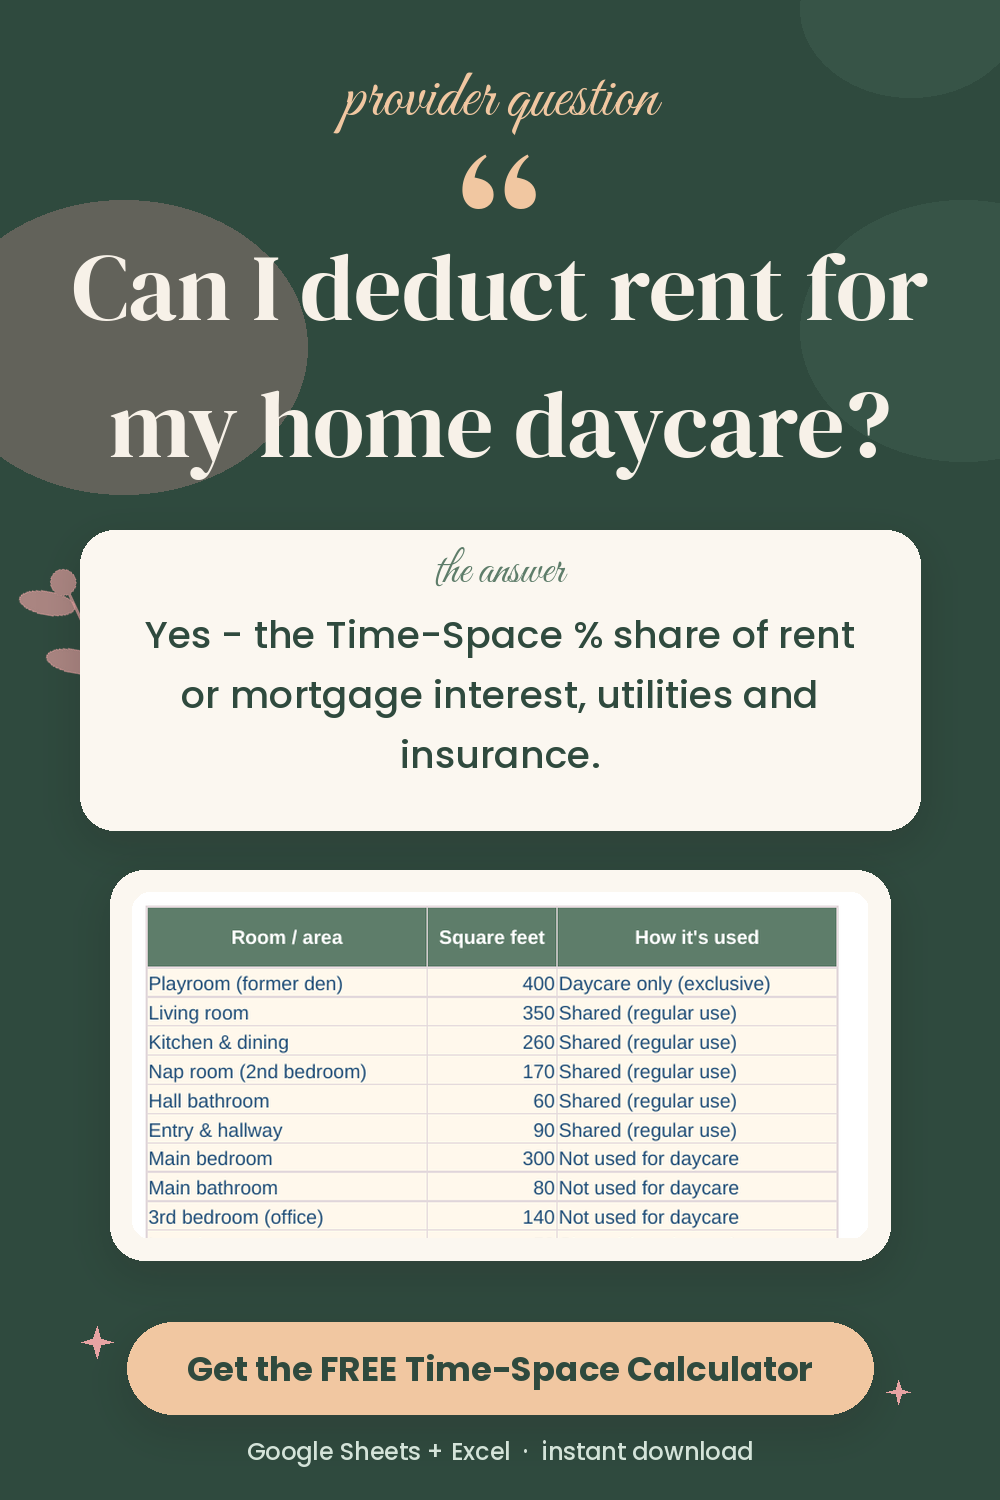 provider question
“
Can I deduct rent for
my home daycare?
the answer
Yes - the Time-Space % share of rent
or mortgage interest, utilities and
insurance.
Room / area Square feet How it's used
Playroom (former den) 400 Daycare only (exclusive)
Living room 350 Shared (regular use)
Kitchen & dining 260 Shared (regular use)
Nap room (2nd bedroom) 170 Shared (regular use)
Hall bathroom 60 Shared (regular use)
Entry & hallway 90 Shared (regular use)
Main bedroom 300 Not used for daycare
Main bathroom 80 Not used for daycare
3rd bedroom (office) 140 Not used for daycare
Get the FREE Time-Space Calculator
Google Sheets + Excel · instant download